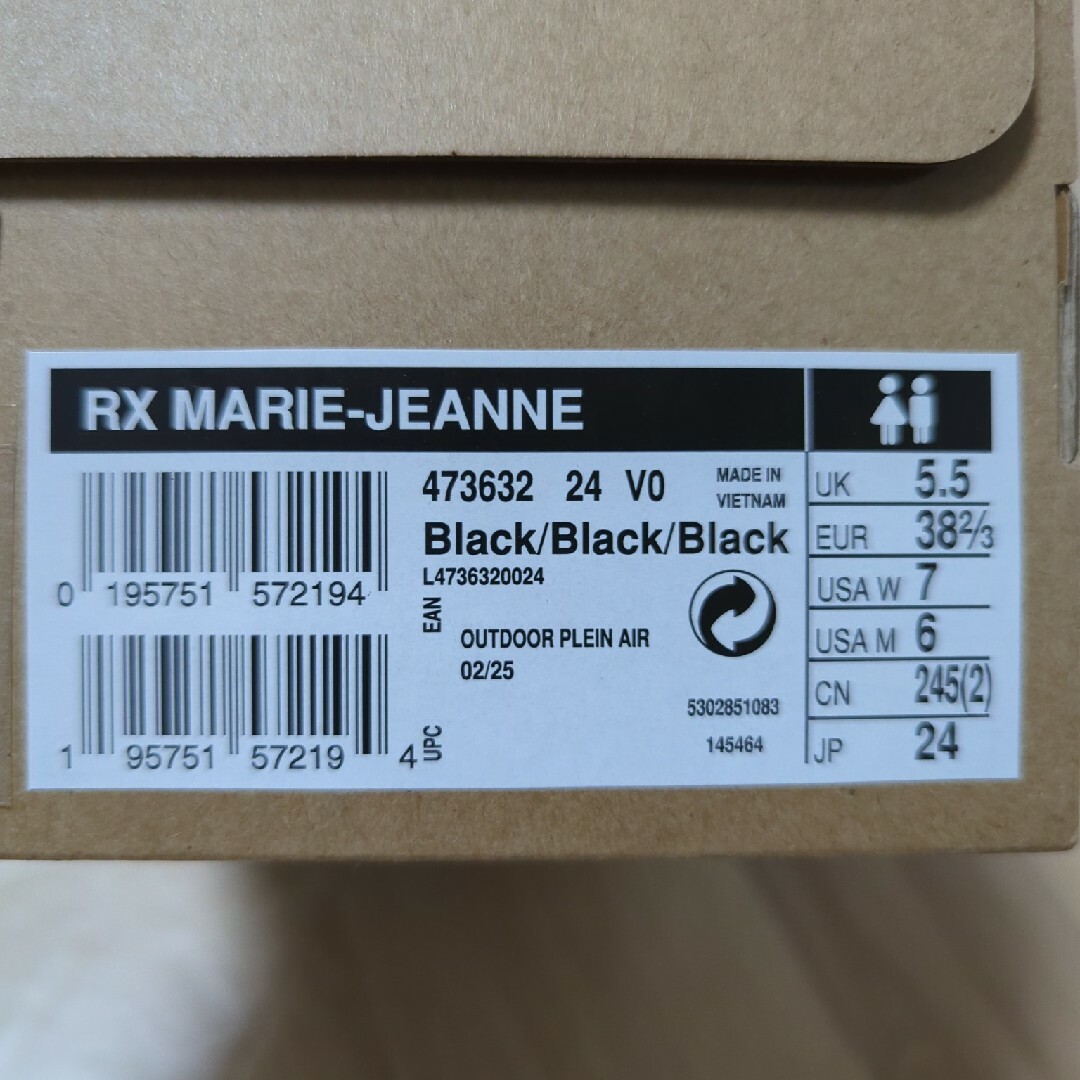 RX MARIE-JEANNE
473632 24 V0
MADE IN
VIETNAM
Black/Black/Black
L4736320024
EAN
0 195751 572194
OUTDOOR PLEIN AIR
02/25
5302851083
145464
UPC
1 95751 57219 4
UK 5.5
EUR 38⅔
USA W 7
USA M 6
CN 245(2)
JP 24